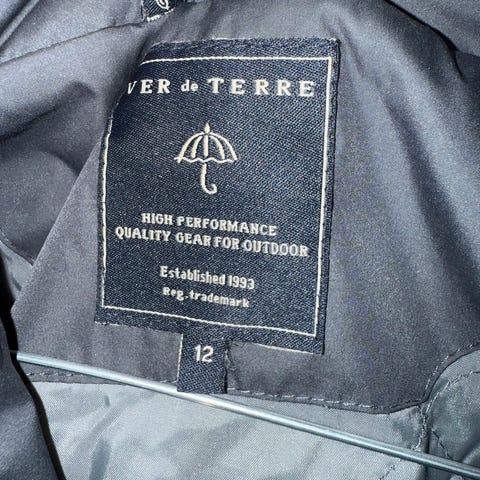 VER de TERRE
HIGH PERFORMANCE
QUALITY GEAR FOR OUTDOOR
Established 1993
Reg. trademark
12